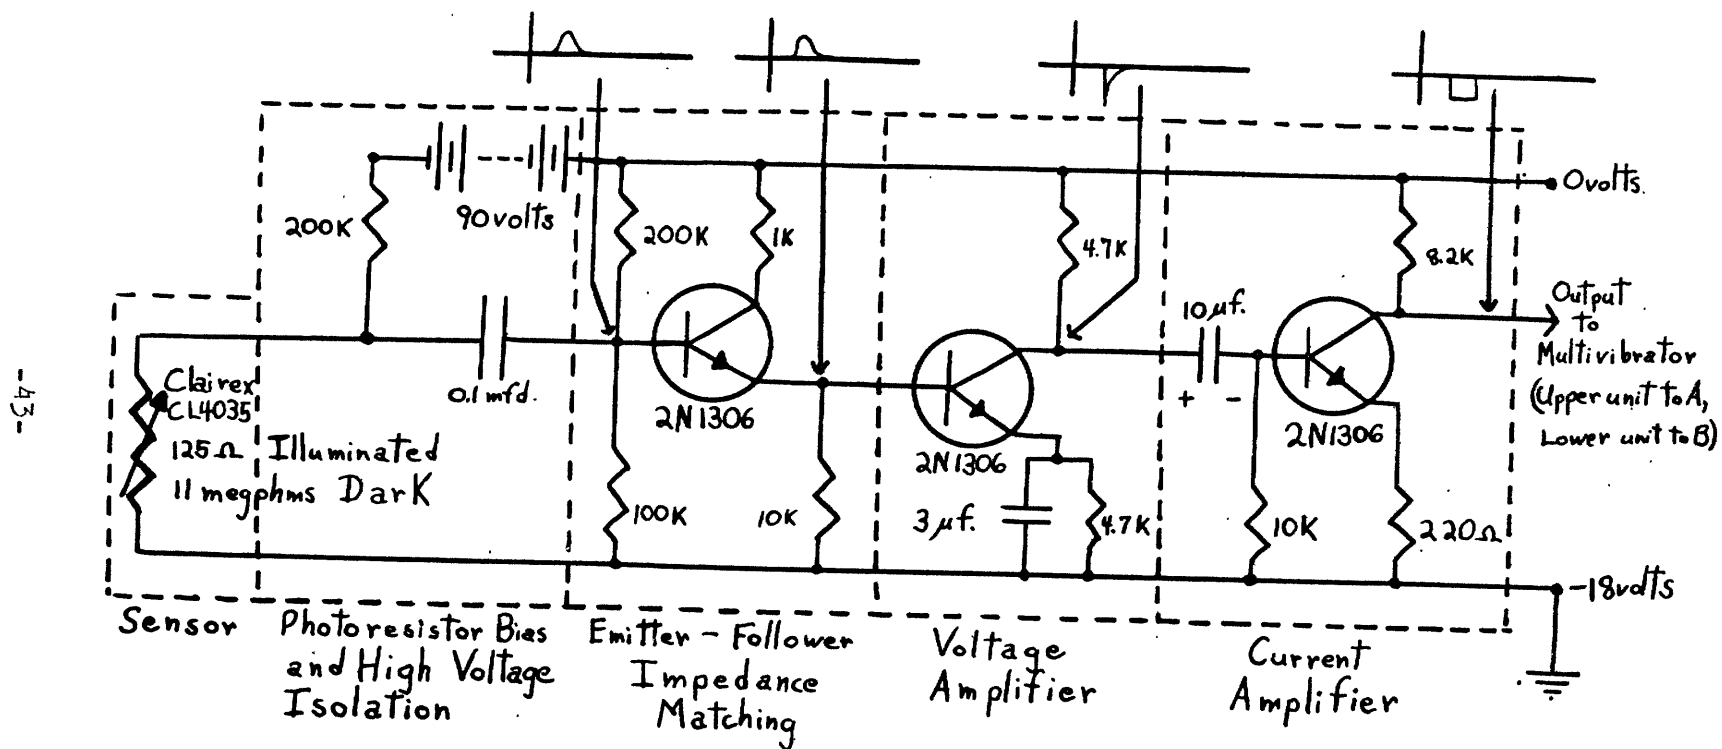 200K
90volts
200K
1K
4.7K
8.2K
0volts.
Clairex
CL4035
125Ω Illuminated
11 megohms Dark
0.1 mfd.
2N1306
100K
10K
2N1306
3μf.
4.7K
10μf.
+ -
2N1306
10K
220Ω
Output
to
Multivibrator
(Upper unit to A,
Lower unit to B)
-18volts
Sensor
Photoresistor Bias
and High Voltage
Isolation
Emitter-Follower
Impedance
Matching
Voltage
Amplifier
Current
Amplifier
-43-